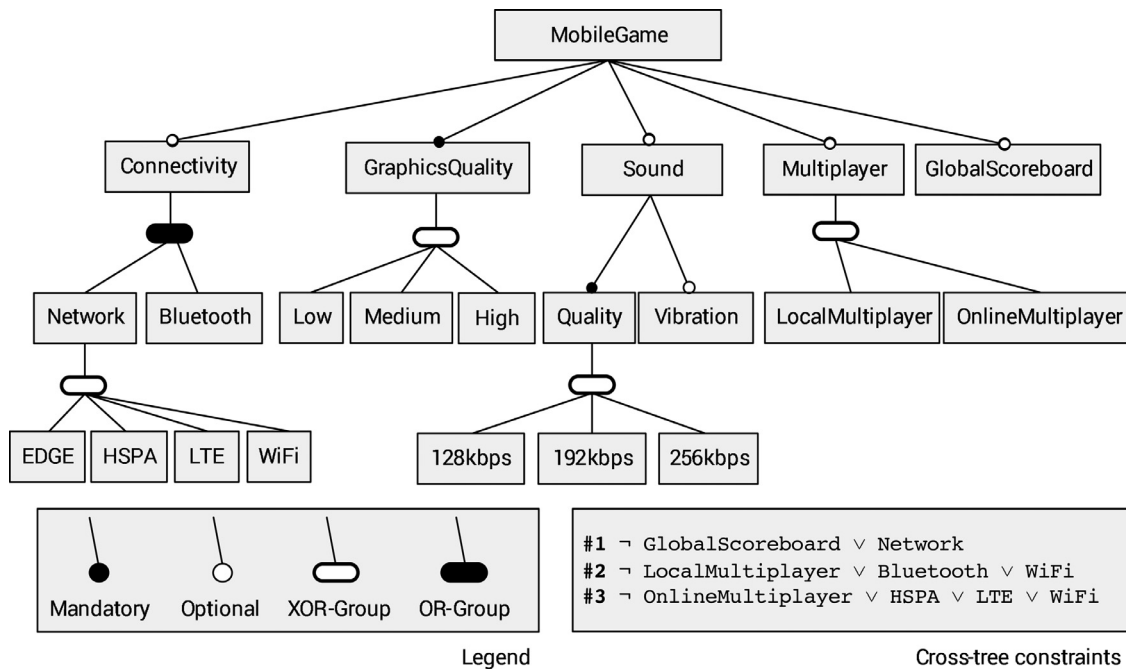 MobileGame
Connectivity GraphicsQuality Sound Multiplayer GlobalScoreboard
Network Bluetooth Low Medium High Quality Vibration LocalMultiplayer OnlineMultiplayer
EDGE HSPA LTE WiFi 128kbps 192kbps 256kbps
Mandatory Optional XOR-Group OR-Group
Legend
#1 ¬ GlobalScoreboard ∨ Network
#2 ¬ LocalMultiplayer ∨ Bluetooth ∨ WiFi
#3 ¬ OnlineMultiplayer ∨ HSPA ∨ LTE ∨ WiFi
Cross-tree constraints